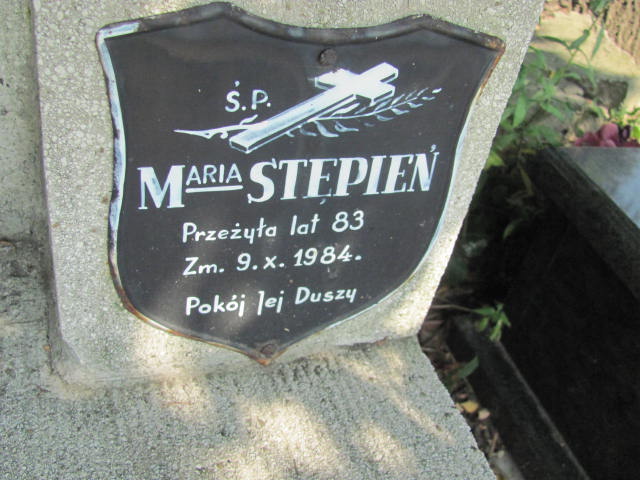 Ś.P.
MARIA STĘPIEŃ
Przeżyła lat 83
Zm. 9.x.1984.
Pokój Jej Duszy